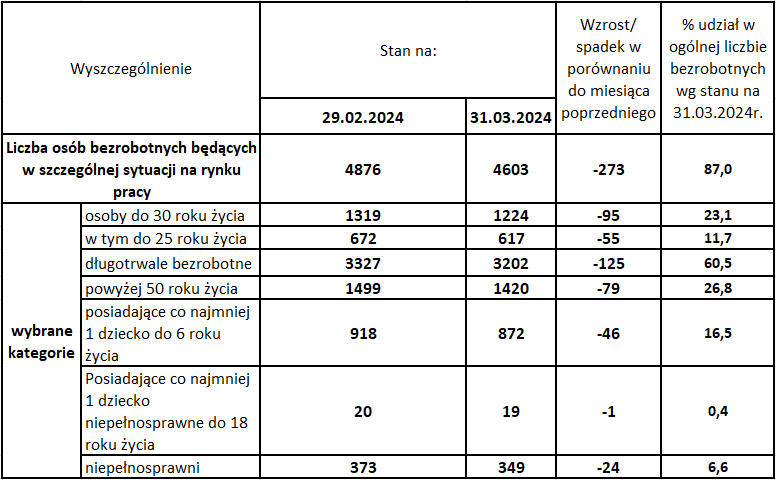 Wyszczególnienie
Stan na:
Wzrost/
spadek w
porównaniu
do miesiąca
poprzedniego
% udział w
ogólnej liczbie
bezrobotnych
wg stanu na
31.03.2024r.
29.02.2024
31.03.2024
Liczba osób bezrobotnych będących
w szczególnej sytuacji na rynku
pracy
4876
4603
-273
87,0
wybrane
kategorie
osoby do 30 roku życia
1319
1224
-95
23,1
w tym do 25 roku życia
672
617
-55
11,7
długotrwale bezrobotne
3327
3202
-125
60,5
powyżej 50 roku życia
1499
1420
-79
26,8
posiadające co najmniej
1 dziecko do 6 roku
życia
918
872
-46
16,5
Posiadające co najmniej
1 dziecko
niepełnosprawne do 18
roku życia
20
19
-1
0,4
niepełnosprawni
373
349
-24
6,6